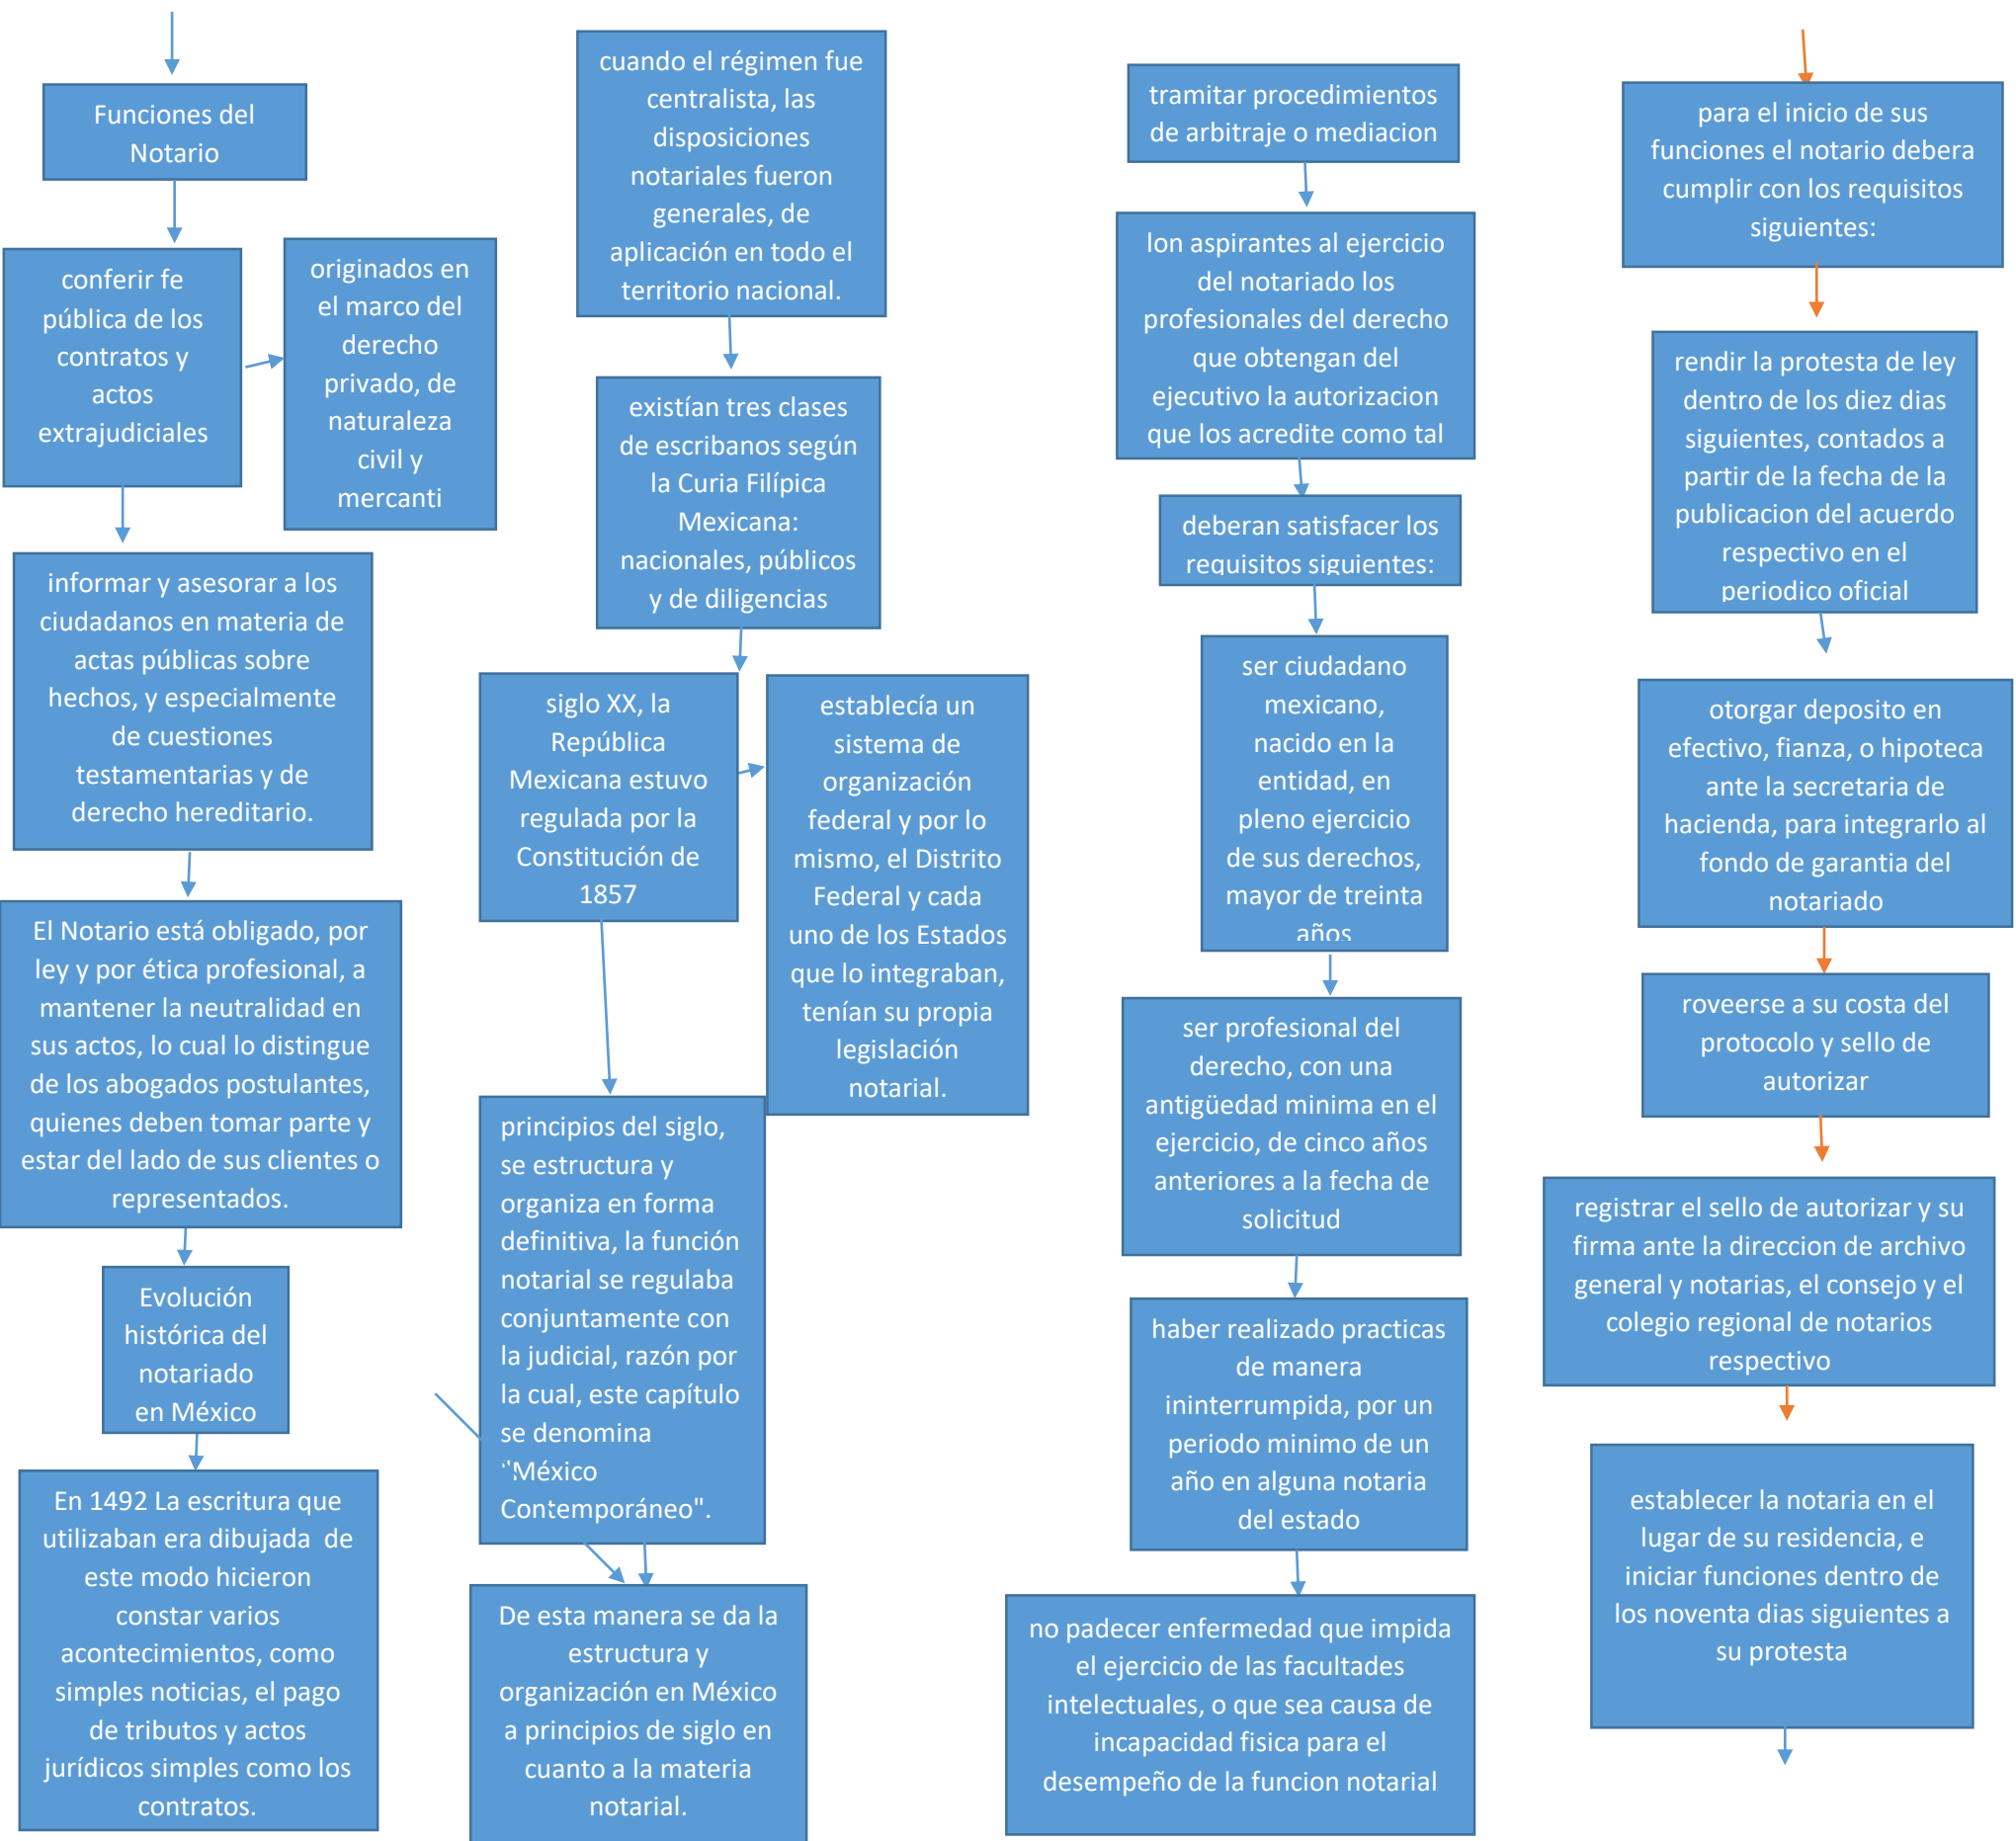 Funciones del
Notario
conferir fe
pública de los
contratos y
actos
extrajudiciales
originados en
el marco del
derecho
privado, de
naturaleza
civil y
mercanti
informar y asesorar a los
ciudadanos en materia de
actas públicas sobre
hechos, y especialmente
de cuestiones
testamentarias y de
derecho hereditario.
El Notario está obligado, por
ley y por ética profesional, a
mantener la neutralidad en
sus actos, lo cual lo distingue
de los abogados postulantes,
quienes deben tomar parte y
estar del lado de sus clientes o
representados.
Evolución
histórica del
notariado
en México
En 1492 La escritura que
utilizaban era dibujada de
este modo hicieron
constar varios
acontecimientos, como
simples noticias, el pago
de tributos y actos
jurídicos simples como los
contratos.
cuando el régimen fue
centralista, las
disposiciones
notariales fueron
generales, de
aplicación en todo el
territorio nacional.
existían tres clases
de escribanos según
la Curia Filípica
Mexicana:
nacionales, públicos
y de diligencias
siglo XX, la
República
Mexicana estuvo
regulada por la
Constitución de
1857
establecía un
sistema de
organización
federal y por lo
mismo, el Distrito
Federal y cada
uno de los Estados
que lo integraban,
tenían su propia
legislación
notarial.
principios del siglo,
se estructura y
organiza en forma
definitiva, la función
notarial se regulaba
conjuntamente con
la judicial, razón por
la cual, este capítulo
se denomina
"México
Contemporáneo".
De esta manera se da la
estructura y
organización en México
a principios de siglo en
cuanto a la materia
notarial.
tramitar procedimientos
de arbitraje o mediacion
lon aspirantes al ejercicio
del notariado los
profesionales del derecho
que obtengan del
ejecutivo la autorizacion
que los acredite como tal
deberan satisfacer los
requisitos siguientes:
ser ciudadano
mexicano,
nacido en la
entidad, en
pleno ejercicio
de sus derechos,
mayor de treinta
años
ser profesional del
derecho, con una
antigüedad minima en el
ejercicio, de cinco años
anteriores a la fecha de
solicitud
haber realizado practicas
de manera
ininterrumpida, por un
periodo minimo de un
año en alguna notaria
del estado
no padecer enfermedad que impida
el ejercicio de las facultades
intelectuales, o que sea causa de
incapacidad fisica para el
desempeño de la funcion notarial
para el inicio de sus
funciones el notario debera
cumplir con los requisitos
siguientes:
rendir la protesta de ley
dentro de los diez dias
siguientes, contados a
partir de la fecha de la
publicacion del acuerdo
respectivo en el
periodico oficial
otorgar deposito en
efectivo, fianza, o hipoteca
ante la secretaria de
hacienda, para integrarlo al
fondo de garantia del
notariado
roveerse a su costa del
protocolo y sello de
autorizar
registrar el sello de autorizar y su
firma ante la direccion de archivo
general y notarias, el consejo y el
colegio regional de notarios
respectivo
establecer la notaria en el
lugar de su residencia, e
iniciar funciones dentro de
los noventa dias siguientes a
su protesta